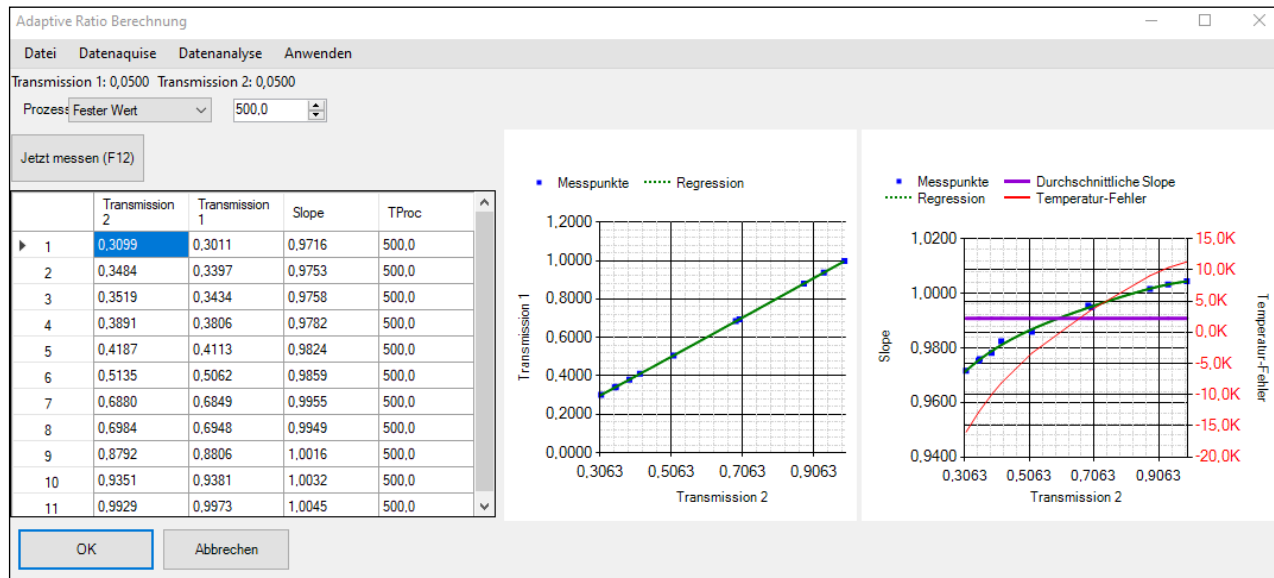 Adaptive Ratio Berechnung
Datei Datenaquise Datenanalyse Anwenden
Transmission 1: 0,0500 Transmission 2: 0,0500
Prozess Fester Wert 500,0
Jetzt messen (F12)
Transmission 2 Transmission 1 Slope TProc
1 0,3099 0,3011 0,9716 500,0
2 0,3484 0,3397 0,9753 500,0
3 0,3519 0,3434 0,9758 500,0
4 0,3891 0,3806 0,9782 500,0
5 0,4187 0,4113 0,9824 500,0
6 0,5135 0,5062 0,9859 500,0
7 0,6880 0,6849 0,9955 500,0
8 0,6984 0,6948 0,9949 500,0
9 0,8792 0,8806 1,0016 500,0
10 0,9351 0,9381 1,0032 500,0
11 0,9929 0,9973 1,0045 500,0
OK Abbrechen
Messpunkte Regression
Transmission 1
1,2000
1,0000
0,8000
0,6000
0,4000
0,2000
0,0000
0,3063 0,5063 0,7063 0,9063
Transmission 2
Messpunkte Durchschnittliche Slope
Regression Temperatur-Fehler
Slope
1,0200
1,0000
0,9800
0,9600
0,9400
15,0K
10,0K
5,0K
0,0K
-5,0K
-10,0K
-15,0K
-20,0K
Temperatur-Fehler
0,3063 0,5063 0,7063 0,9063
Transmission 2